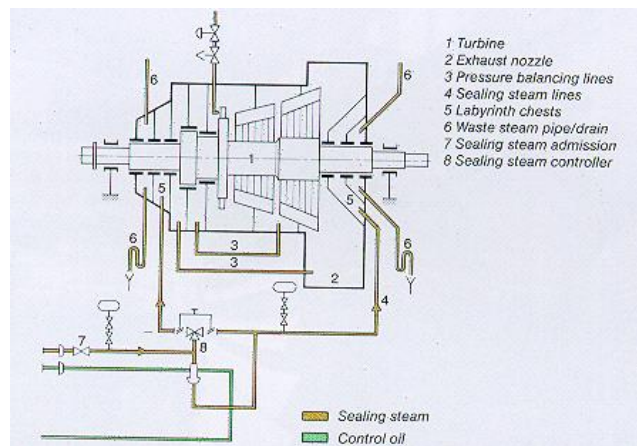 1 Turbine
2 Exhaust nozzle
3 Pressure balancing lines
4 Sealing steam lines
5 Labyrinth chests
6 Waste steam pipe/drain
7 Sealing steam admission
8 Sealing steam controller
6
6
1
5
5
6
6
3
3
2
4
7
8
Sealing steam
Control oil